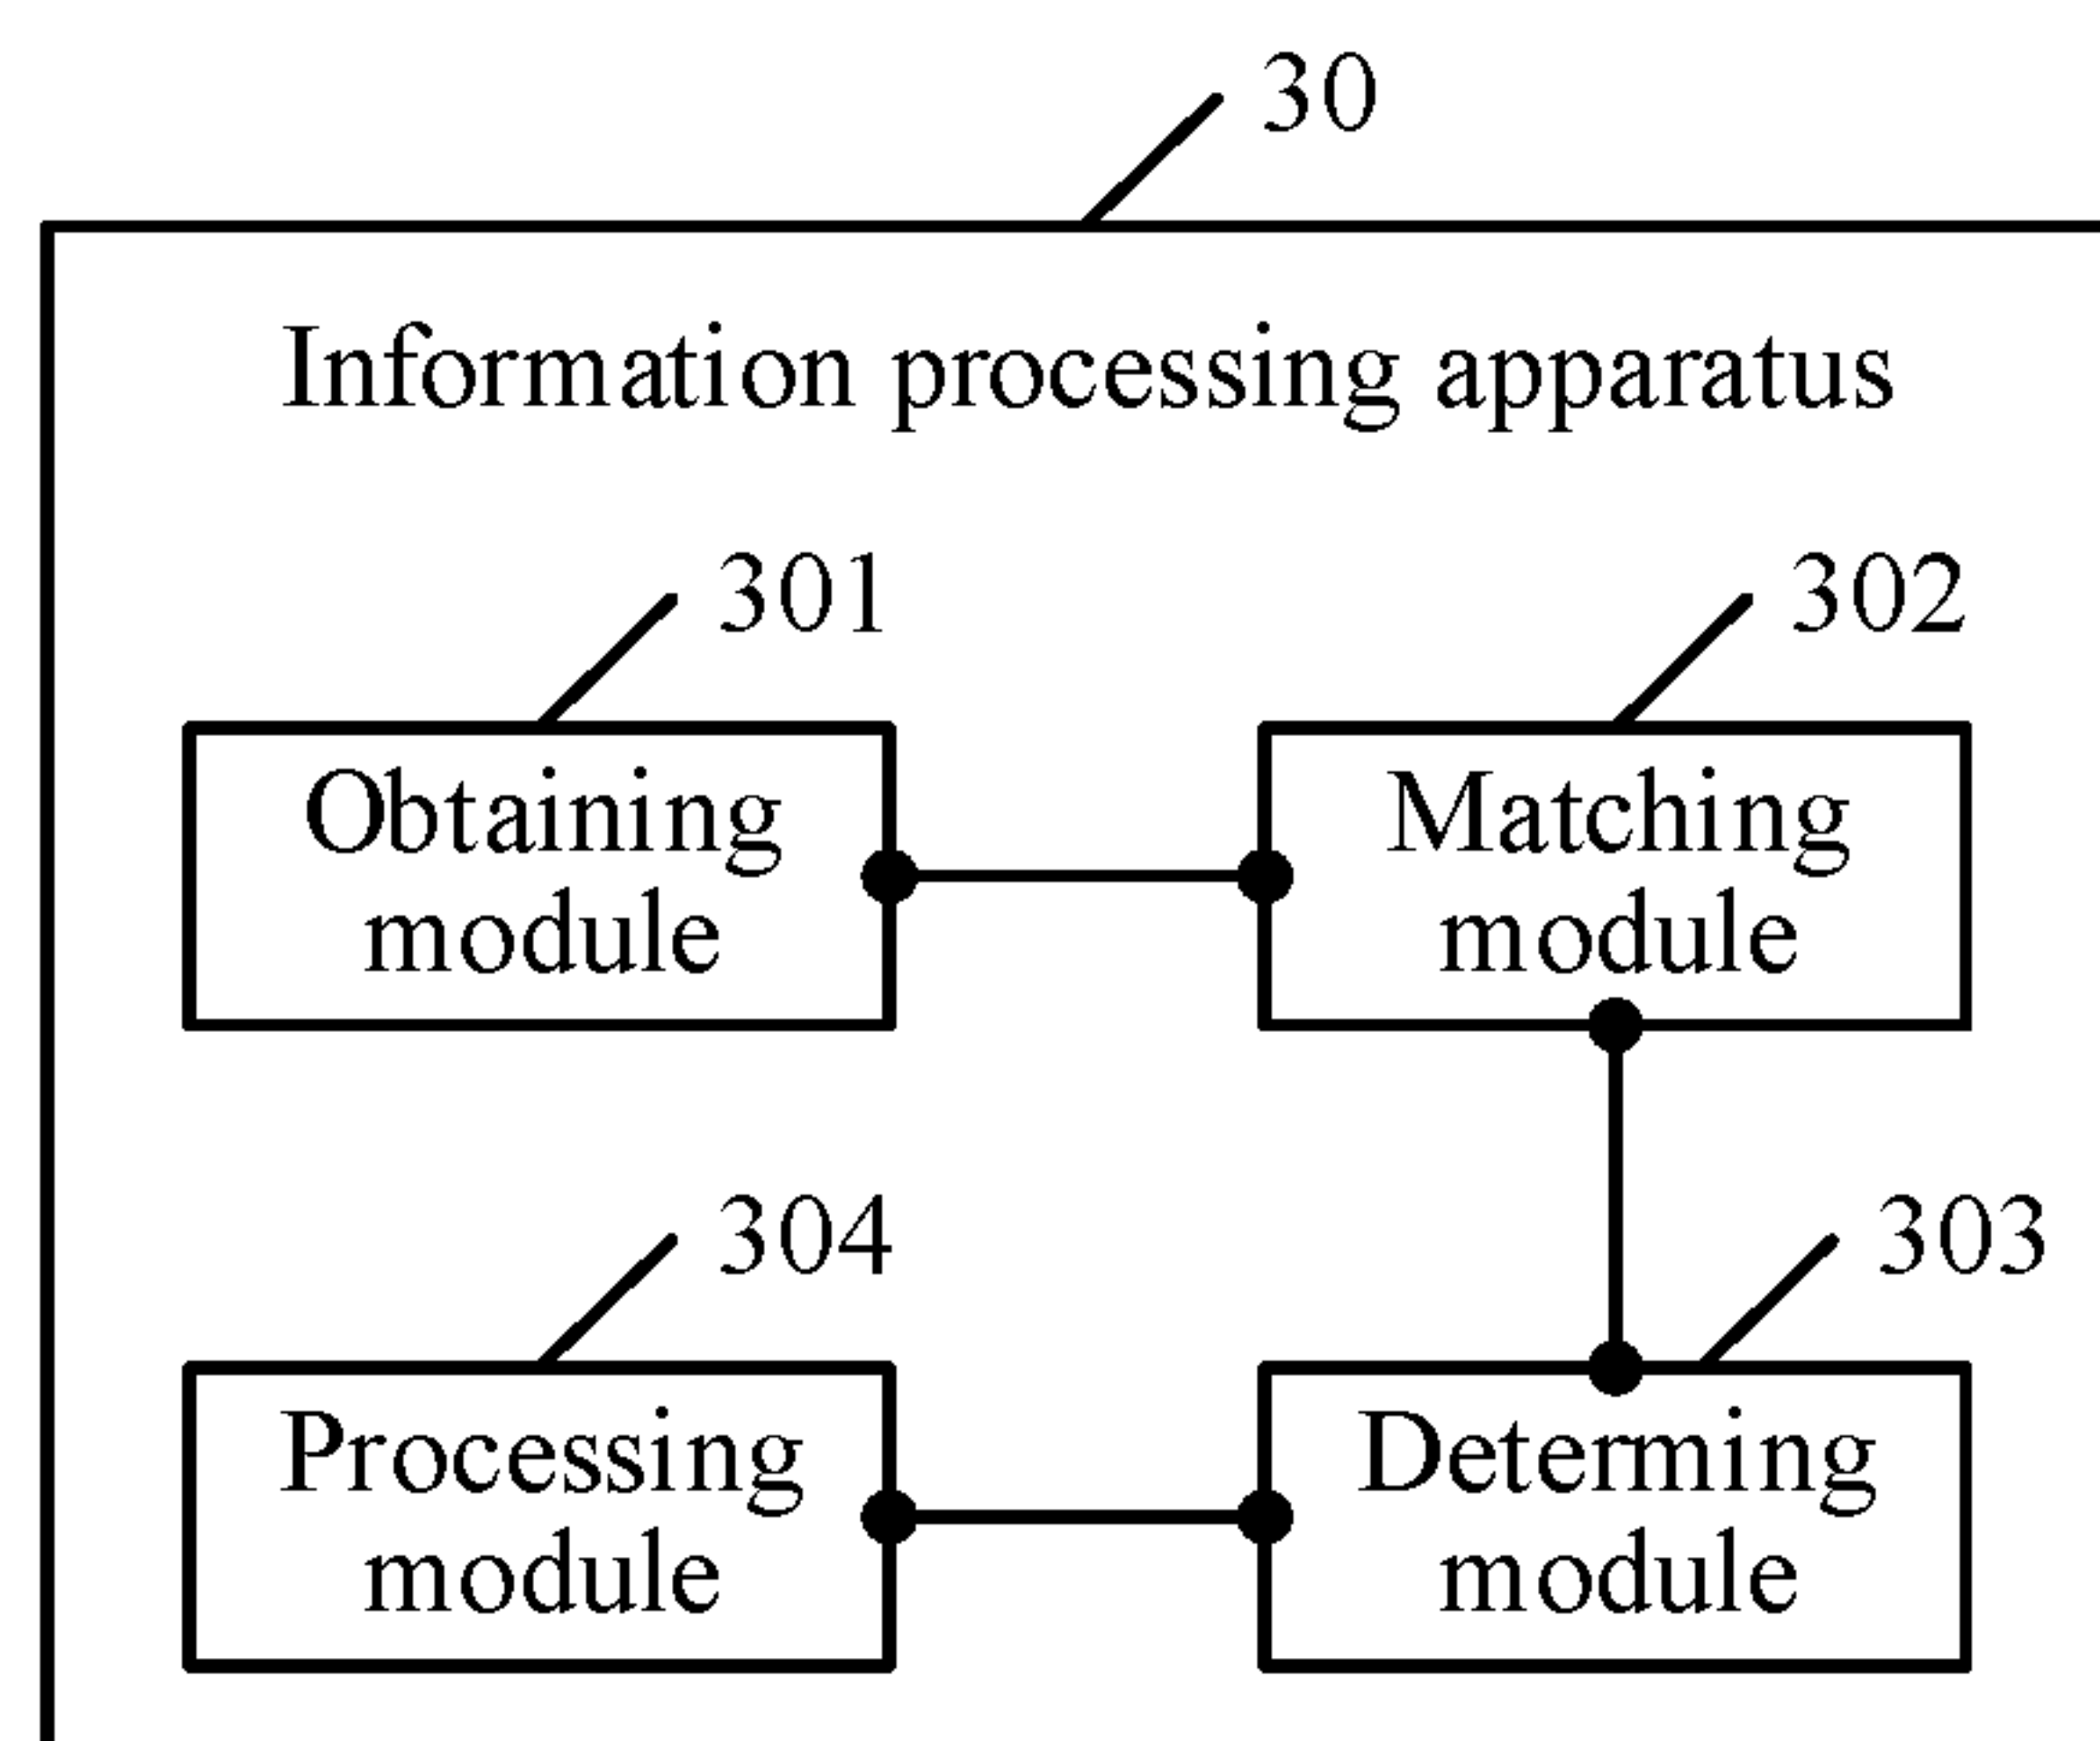 30
Information processing apparatus
301
302
Obtaining
module
Matching
module
304
303
Processing
module
Determing
module